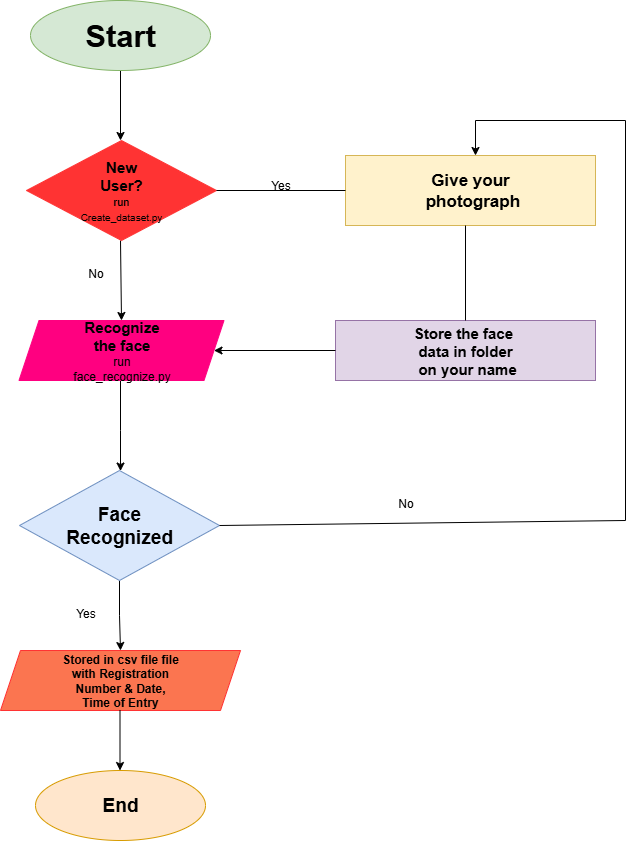 Start
New
User?
run
Create_dataset.py
Yes
Give your
photograph
No
Recognize
the face
run
face_recognize.py
Store the face
data in folder
on your name
Face
Recognized
No
Yes
Stored in csv file file
with Registration
Number & Date,
Time of Entry
End